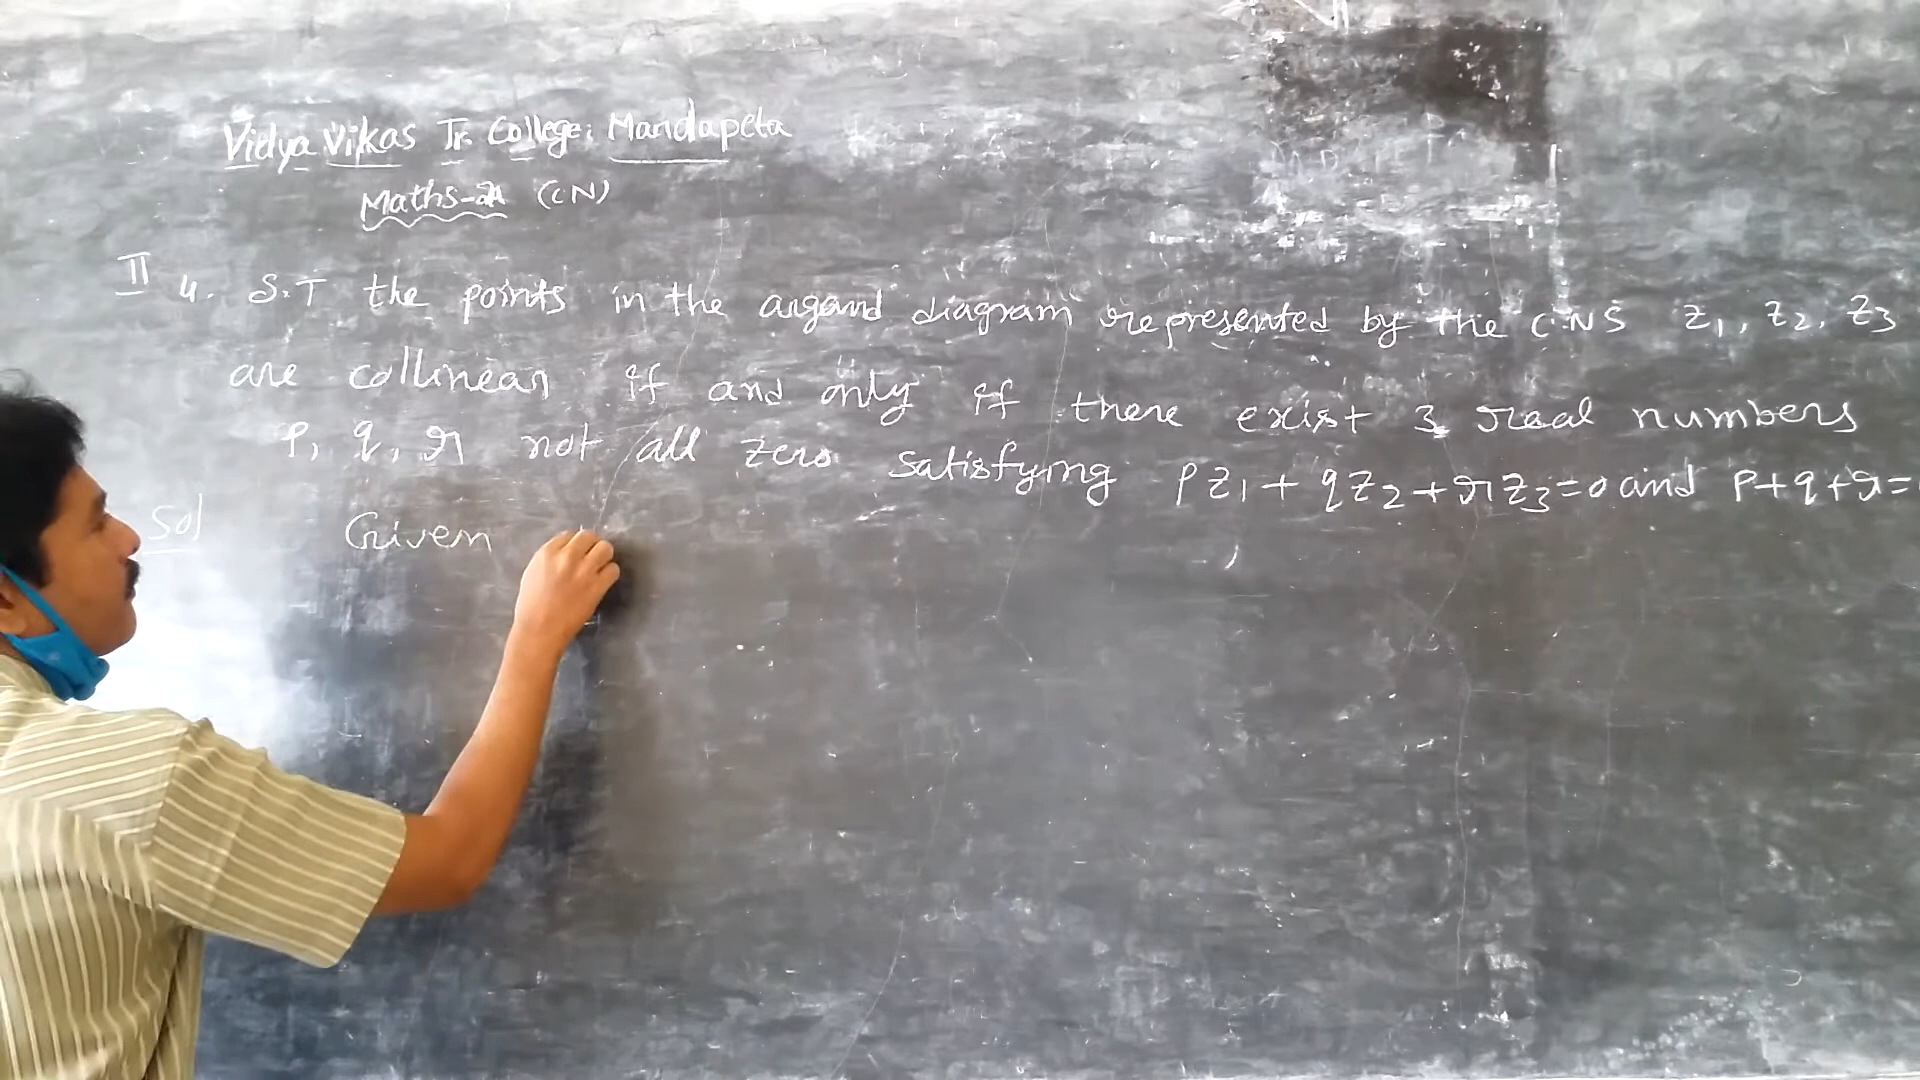 Vidya Vikas Jr. College; Mandapeta
Maths-2A (CN)
II 4. S.T the points in the argand diagram represented by the C.NS Z1, Z2, Z3
are collinear if and only if there exist 3 real numbers
p, q, r not all zero satisfying pz1 + qz2 + rz3 = 0 and p+q+r=
Sol Given